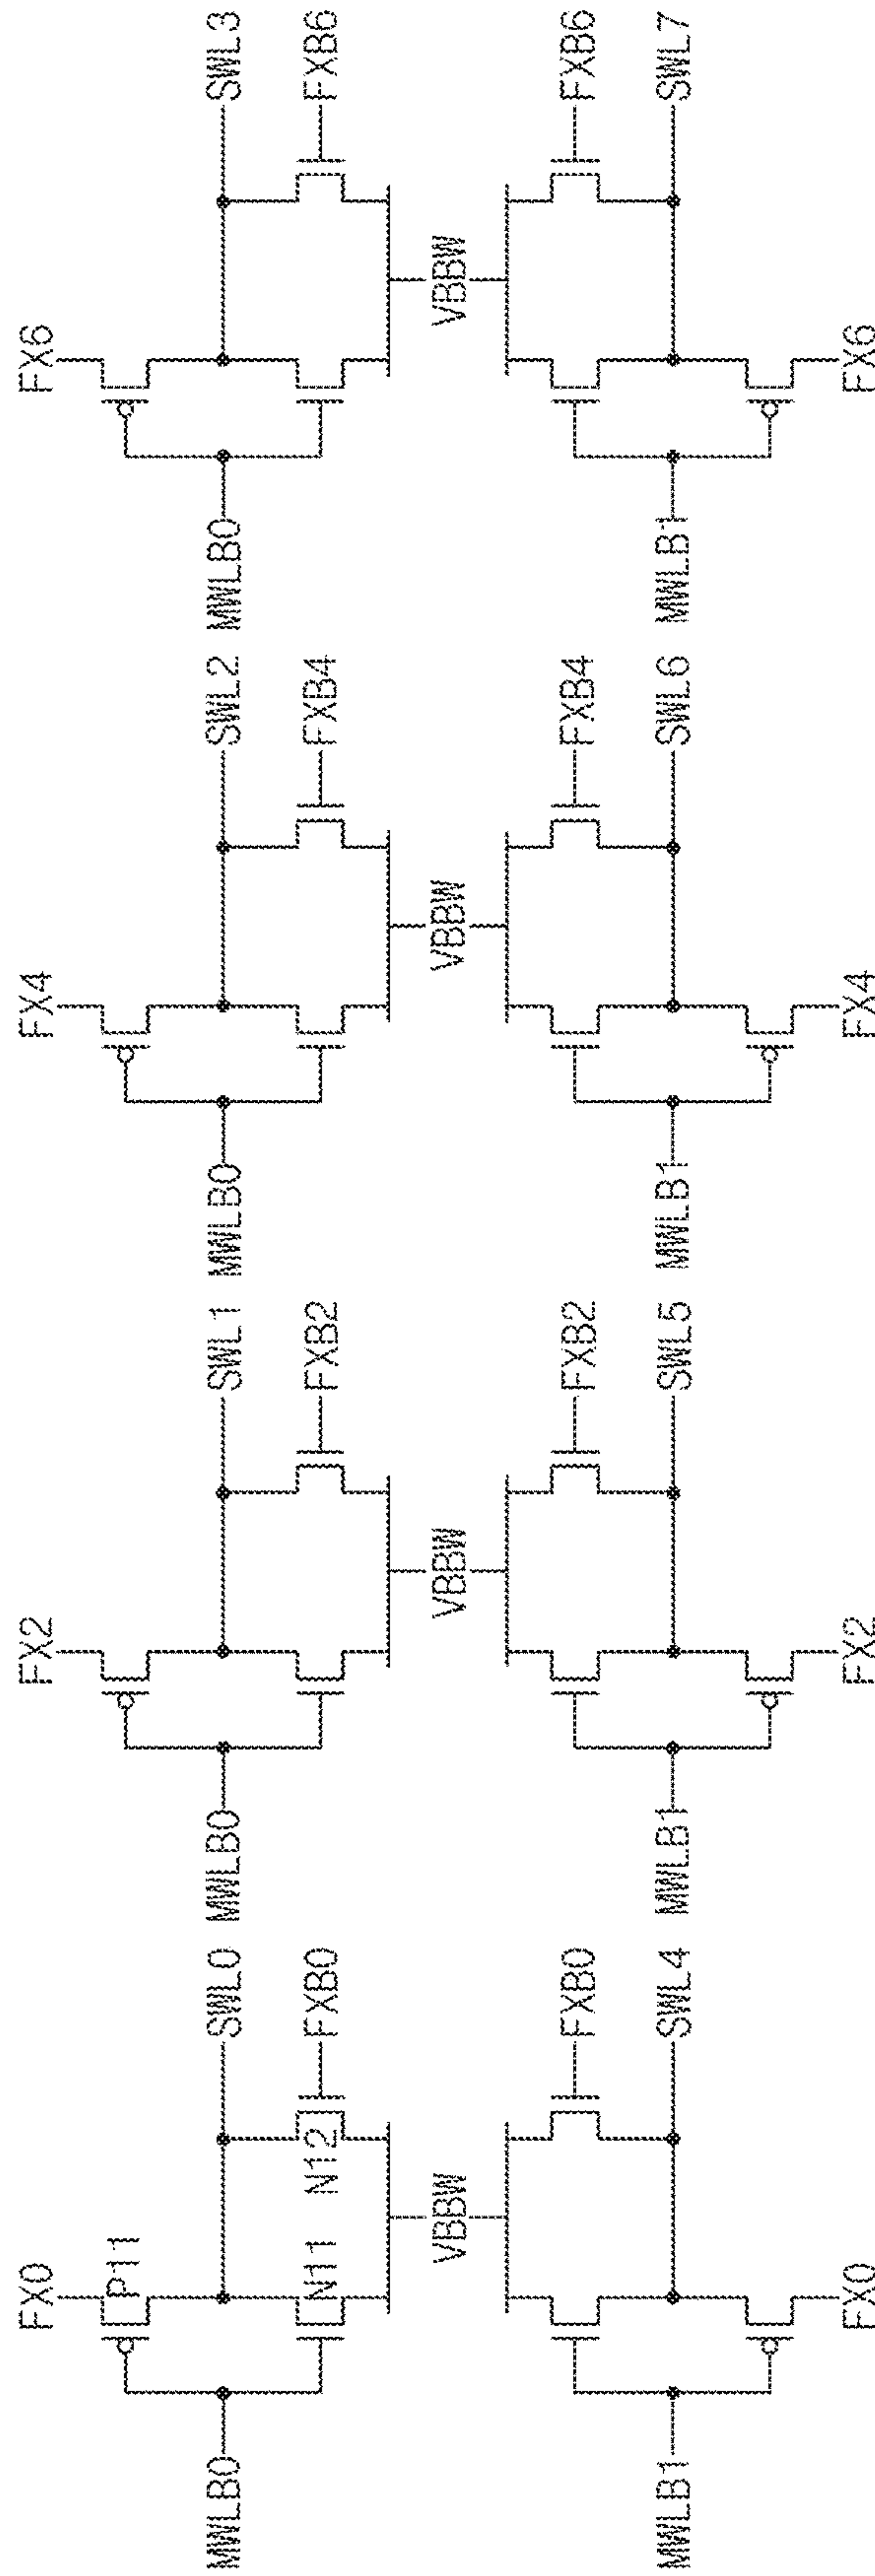 FX0
P11
MWLB0
SWL0
N11
N12
FXB0
VBBW
FXB0
MWLB1
SWL4
FX0
FX2
MWLB0
SWL1
FXB2
VBBW
FXB2
MWLB1
SWL5
FX2
FX4
MWLB0
SWL2
FXB4
VBBW
FXB4
MWLB1
SWL6
FX4
FX6
MWLB0
SWL3
FXB6
VBBW
FXB6
MWLB1
SWL7
FX6